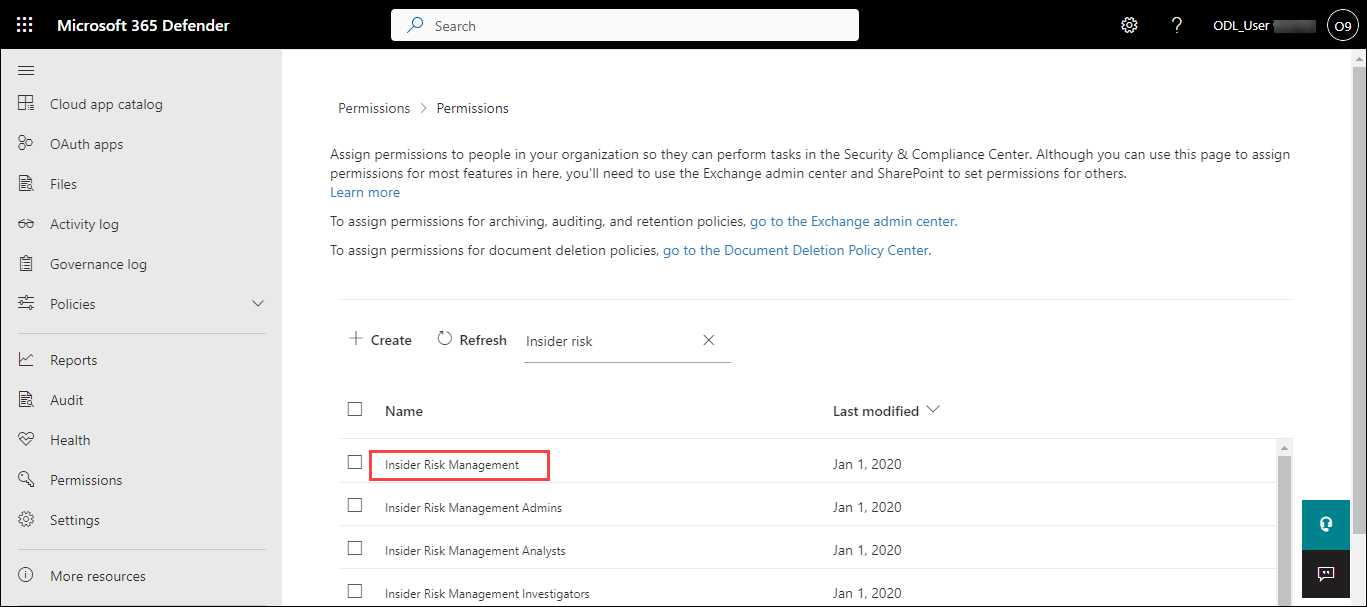 Microsoft 365 Defender
Search
?
ODL_User
O9
Cloud app catalog
OAuth apps
Files
Activity log
Governance log
Policies
Reports
Audit
Health
Permissions
Settings
More resources
Permissions > Permissions
Assign permissions to people in your organization so they can perform tasks in the Security & Compliance Center. Although you can use this page to assign
permissions for most features in here, you'll need to use the Exchange admin center and SharePoint to set permissions for others.
Learn more
To assign permissions for archiving, auditing, and retention policies, go to the Exchange admin center.
To assign permissions for document deletion policies, go to the Document Deletion Policy Center.
+ Create Refresh Insider risk ×
Name Last modified
Insider Risk Management Jan 1, 2020
Insider Risk Management Admins Jan 1, 2020
Insider Risk Management Analysts Jan 1, 2020
Insider Risk Management Investigators Jan 1, 2020